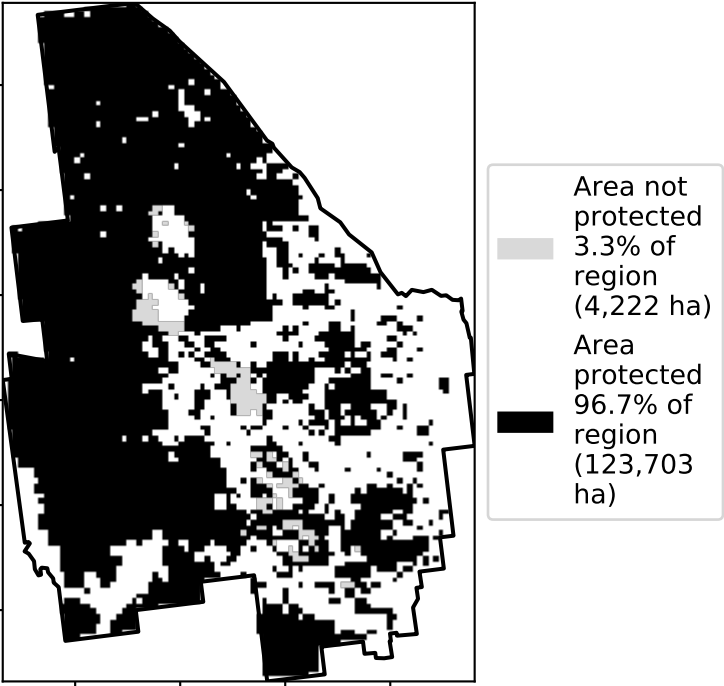 Area not
protected
3.3% of
region
(4,222 ha)
Area
protected
96.7% of
region
(123,703
ha)